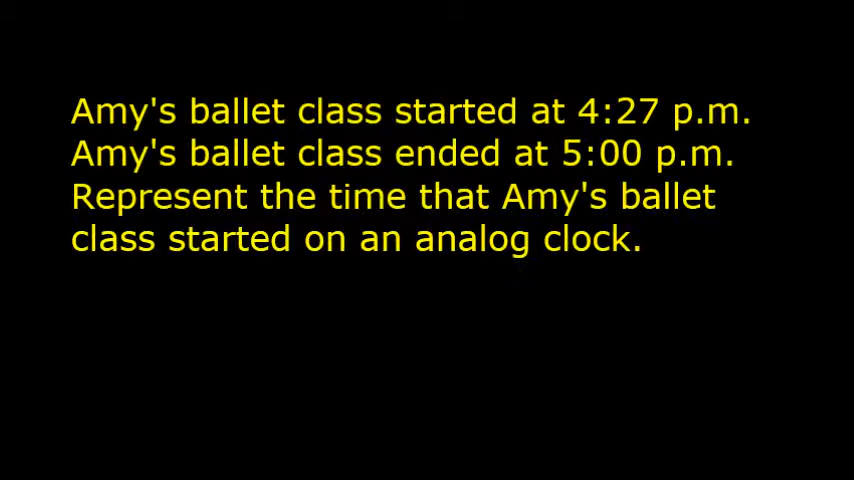 Amy's ballet class started at 4:27 p.m.
Amy's ballet class ended at 5:00 p.m.
Represent the time that Amy's ballet
class started on an analog clock.